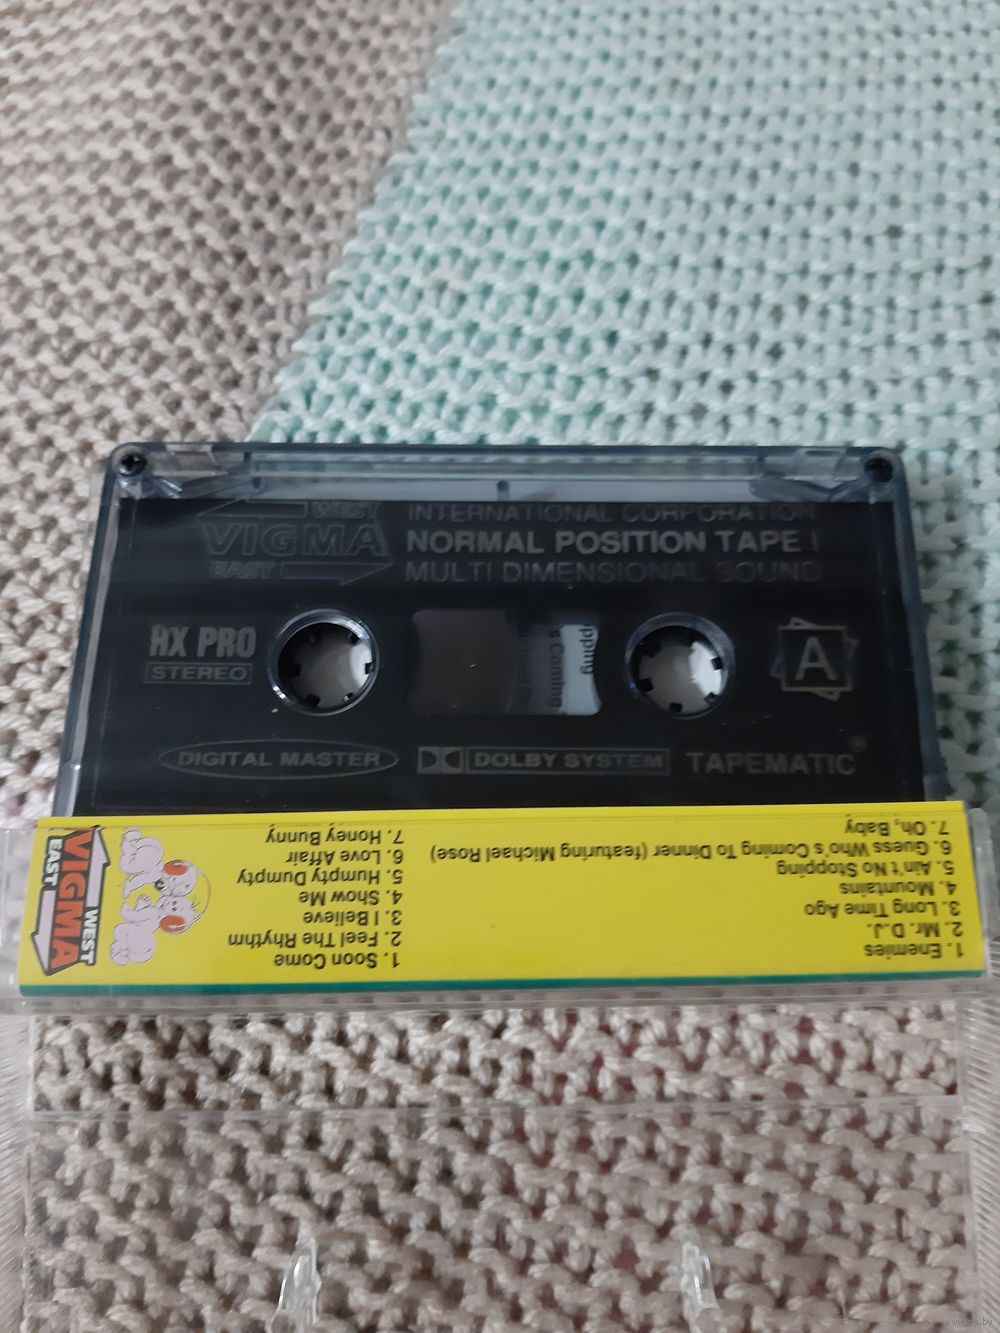 WEST
VIGMA
EAST
INTERNATIONAL CORPORATION
NORMAL POSITION TAPE I
MULTI DIMENSIONAL SOUND
HX PRO
STEREO
pping
s Coming
A
DIGITAL MASTER
DOLBY SYSTEM
TAPEMATIC®
1. Enemies
2. Mr. D.J.
3. Long Time Ago
4. Mountains
5. Ain't No Stopping
6. Guess Who's Coming To Dinner (featuring Michael Rose)
7. Oh, Baby
1. Soon Come
2. Feel The Rhythm
3. I Believe
4. Show Me
5. Humpty Dumpty
6. Love Affair
7. Honey Bunny
WEST
VIGMA
EAST